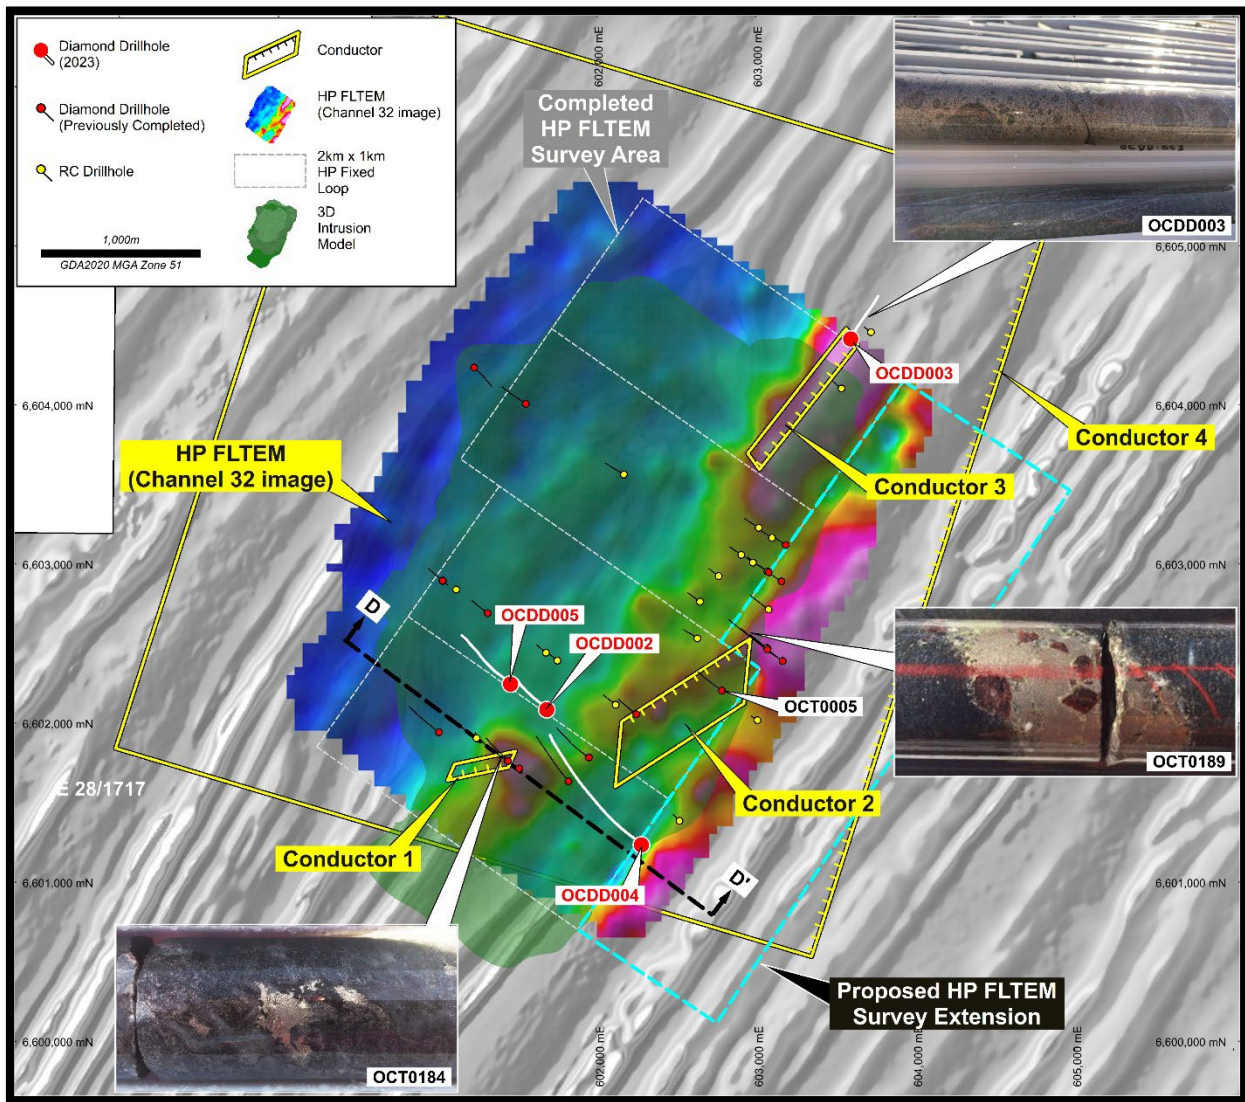 Diamond Drillhole
(2023)
Diamond Drillhole
(Previously Completed)
RC Drillhole
1,000m
GDA2020 MGA Zone 51
Conductor
HP FLTEM
(Channel 32 image)
2km x 1km
HP Fixed
Loop
3D
Intrusion
Model
602,000 mE
603,000 mE
Completed
HP FLTEM
Survey Area
OCDD003
OCDD003
6,605,000 mN
6,604,000 mN
OCDD003
6,604,000 mN
Conductor 4
HP FLTEM
(Channel 32 image)
Conductor 3
6,603,000 mN
6,603,000 mN
D
OCDD005
OCDD002
OCT0005
OCT0189
6,602,000 mN
E 28/1717
Conductor 2
Conductor 1
6,601,000 mN
D'
6,601,000 mN
OCDD004
Proposed HP FLTEM
Survey Extension
OCT0184
6,600,000 mN
6,600,000 mN
602,000 mE
603,000 mE
604,000 mE
605,000 mE